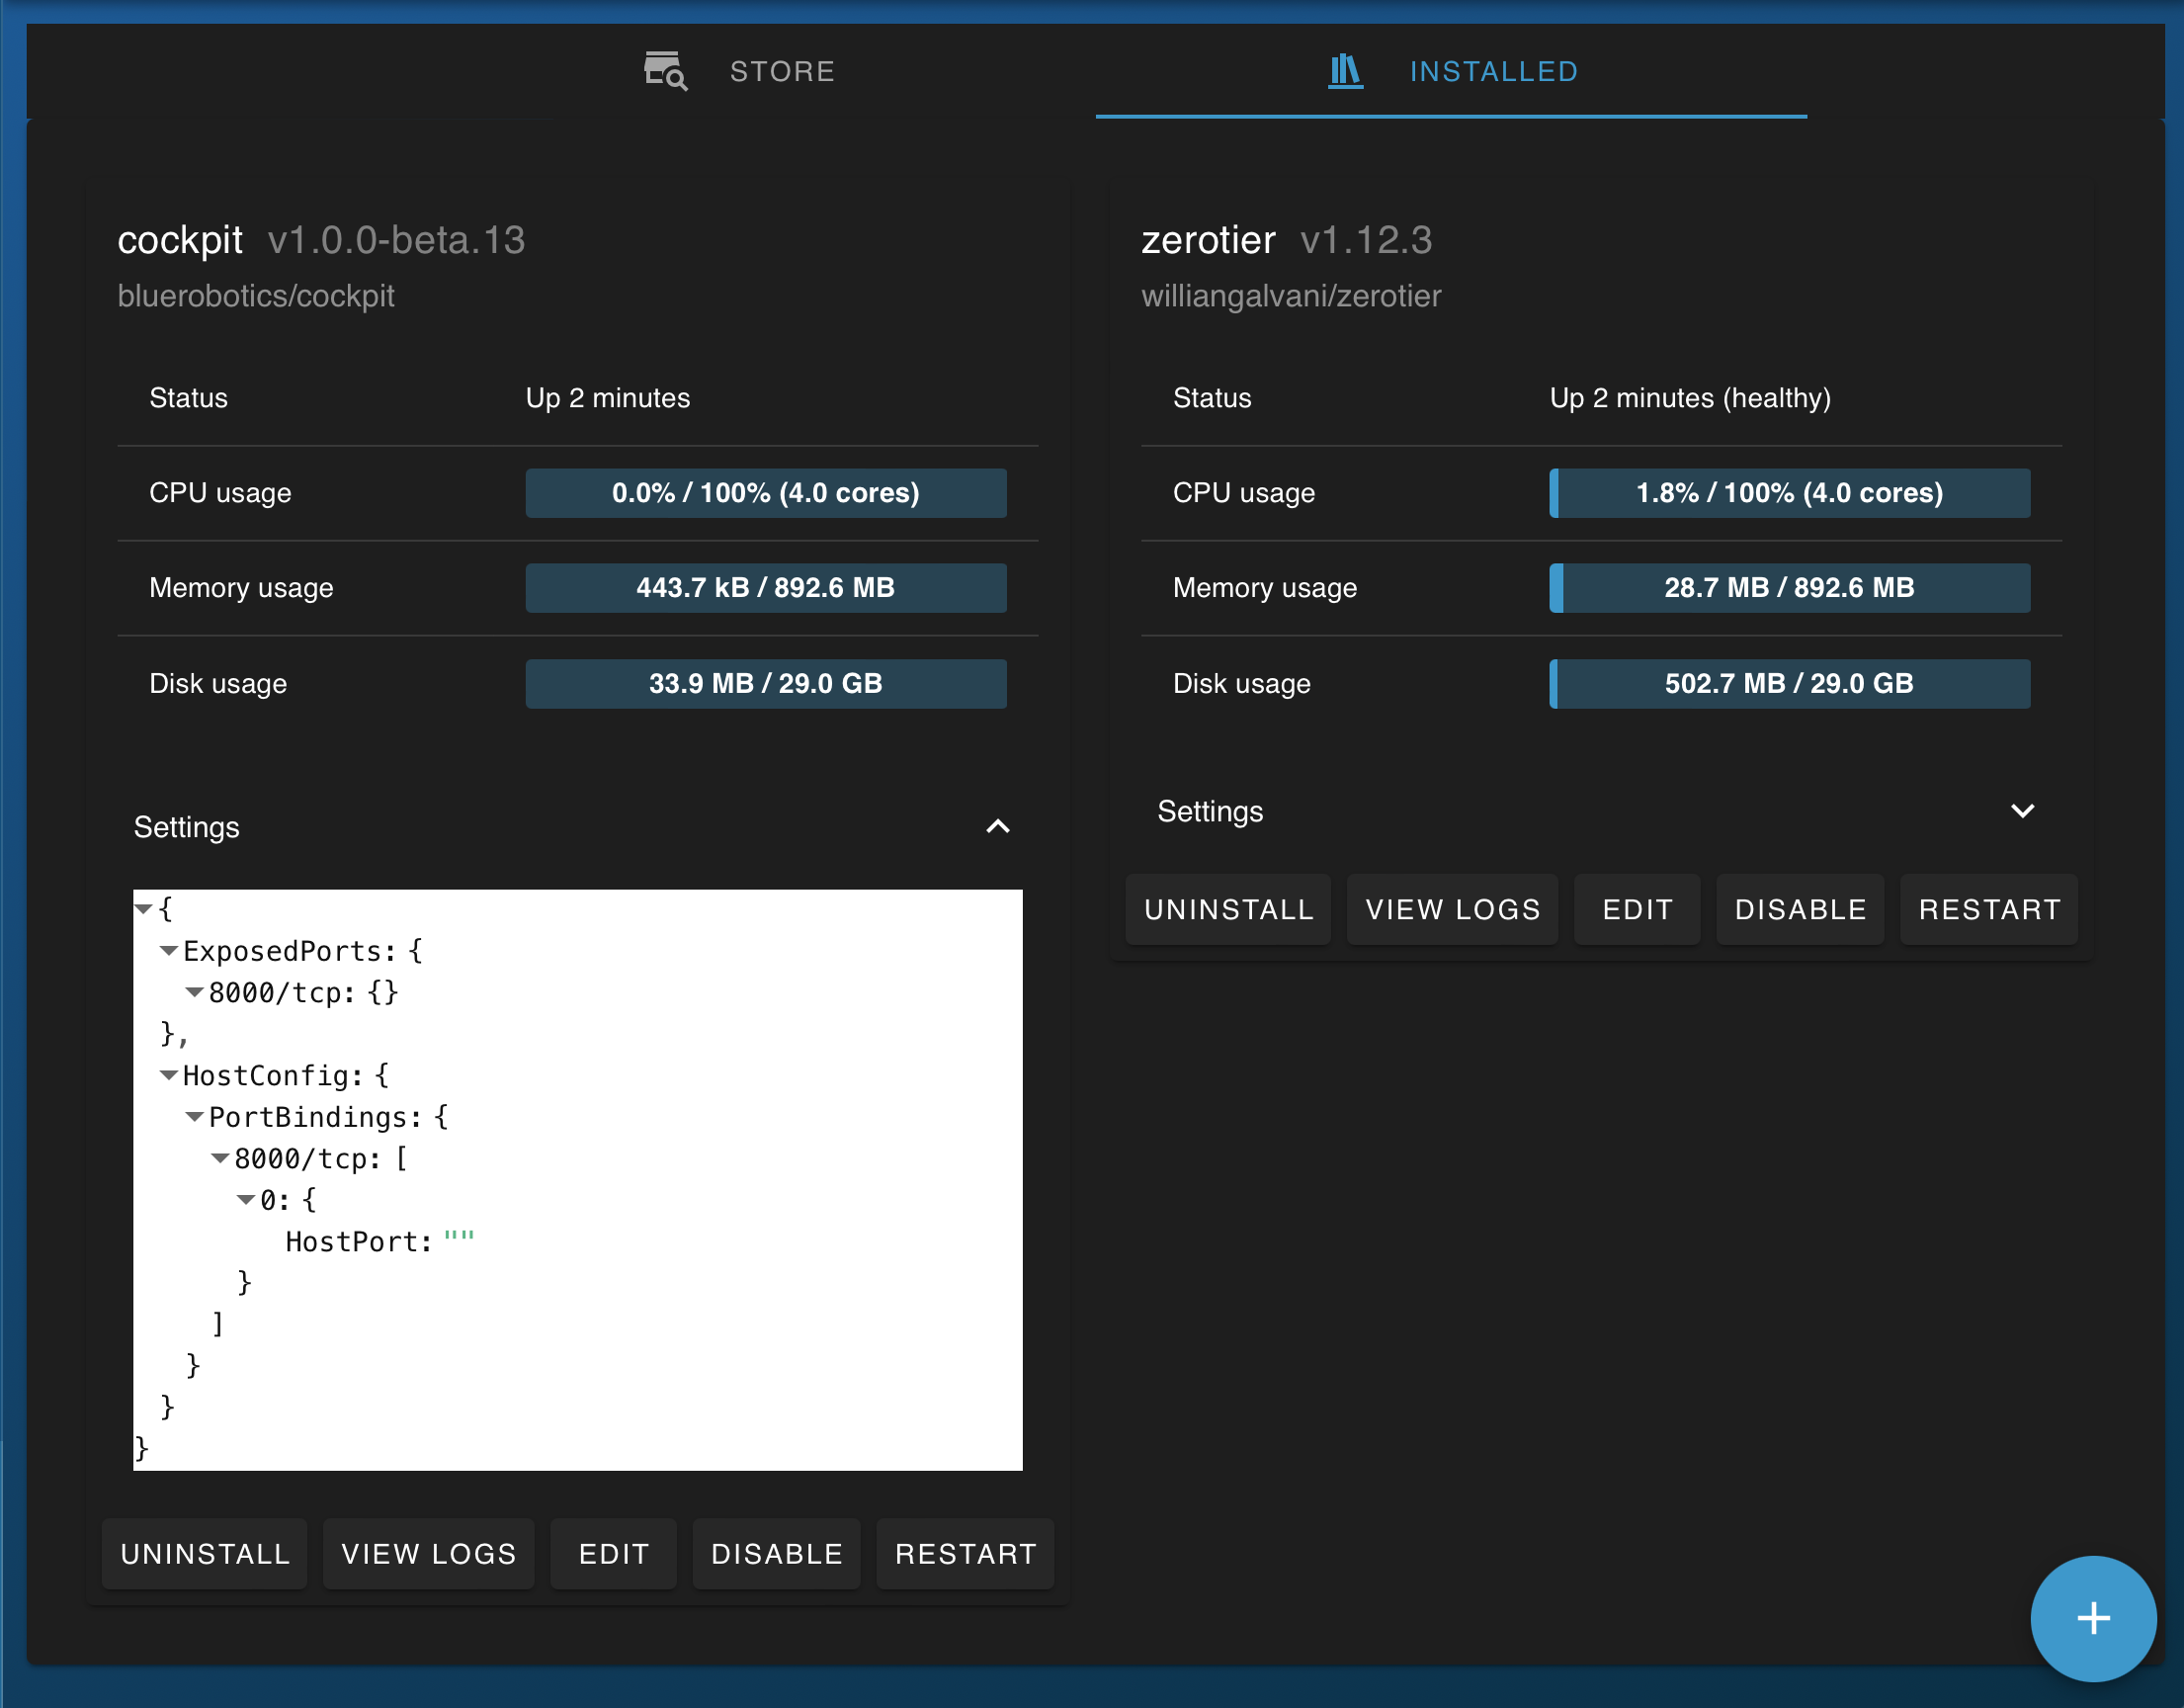 STORE
INSTALLED
cockpit v1.0.0-beta.13
bluerobotics/cockpit
Status Up 2 minutes
CPU usage 0.0% / 100% (4.0 cores)
Memory usage 443.7 kB / 892.6 MB
Disk usage 33.9 MB / 29.0 GB
Settings
{
ExposedPorts: {
8000/tcp: {}
},
HostConfig: {
PortBindings: {
8000/tcp: [
0: {
HostPort: ""
}
]
}
}
}
UNINSTALL VIEW LOGS EDIT DISABLE RESTART
zerotier v1.12.3
williangalvani/zerotier
Status Up 2 minutes (healthy)
CPU usage 1.8% / 100% (4.0 cores)
Memory usage 28.7 MB / 892.6 MB
Disk usage 502.7 MB / 29.0 GB
Settings
UNINSTALL VIEW LOGS EDIT DISABLE RESTART
+